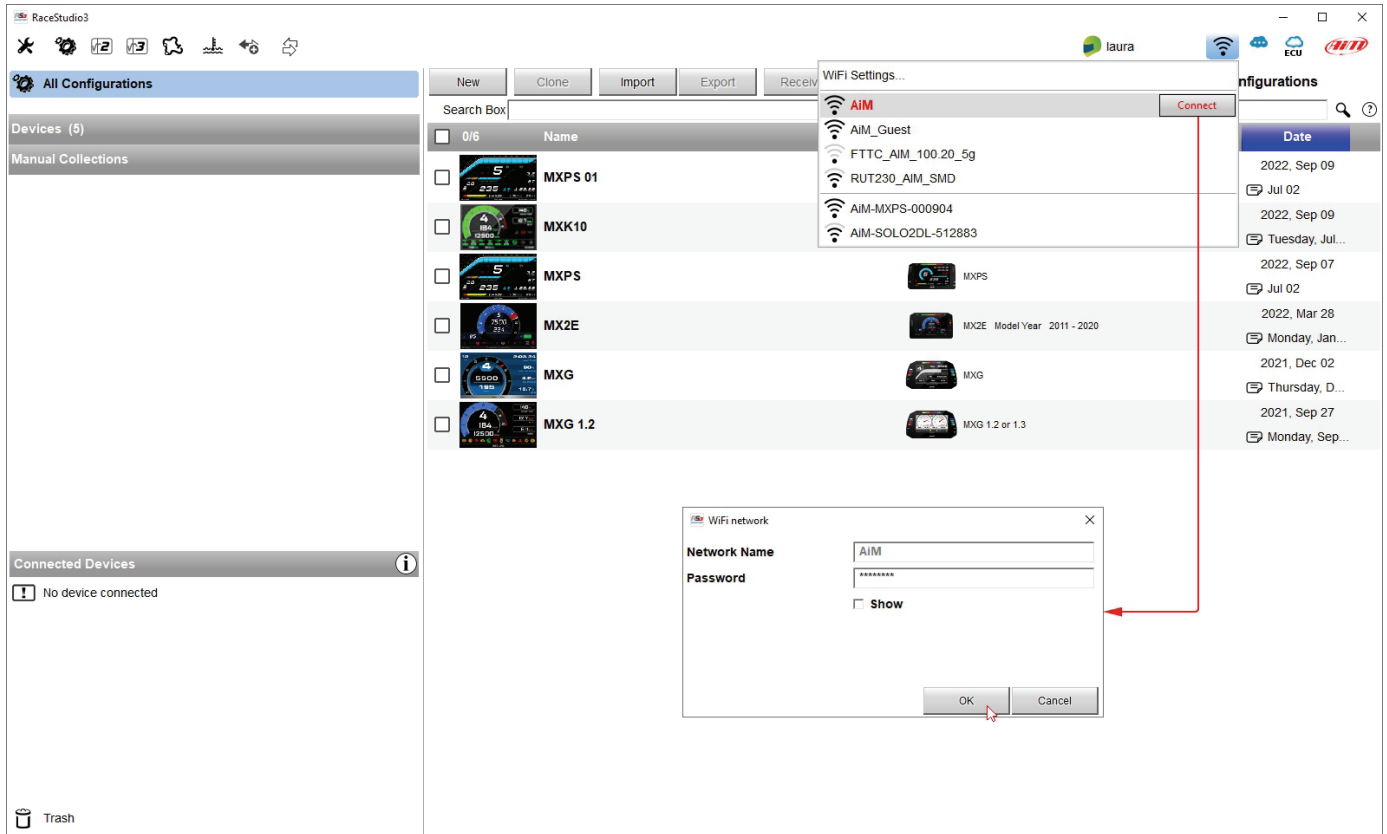 RaceStudio3
laura
ECU
AiM
All Configurations
Devices (5)
Manual Collections
New Clone Import Export Receiv
nfigurations
Search Box
0/6 Name Date
MXPS 01
2022, Sep 09
Jul 02
MXK10
2022, Sep 09
Tuesday, Jul...
MXPS
MXPS
2022, Sep 07
Jul 02
MX2E
MX2E Model Year 2011 - 2020
2022, Mar 28
Monday, Jan...
MXG
MXG
2021, Dec 02
Thursday, D...
MXG 1.2
MXG 1.2 or 1.3
2021, Sep 27
Monday, Sep...
WiFi Settings...
AiM Connect
AiM_Guest
FTTC_AIM_100.20_5g
RUT230_AIM_SMD
AiM-MXPS-000904
AiM-SOLO2DL-512883
WiFi network
Network Name AiM
Password ********
Show
OK Cancel
Connected Devices
No device connected
Trash